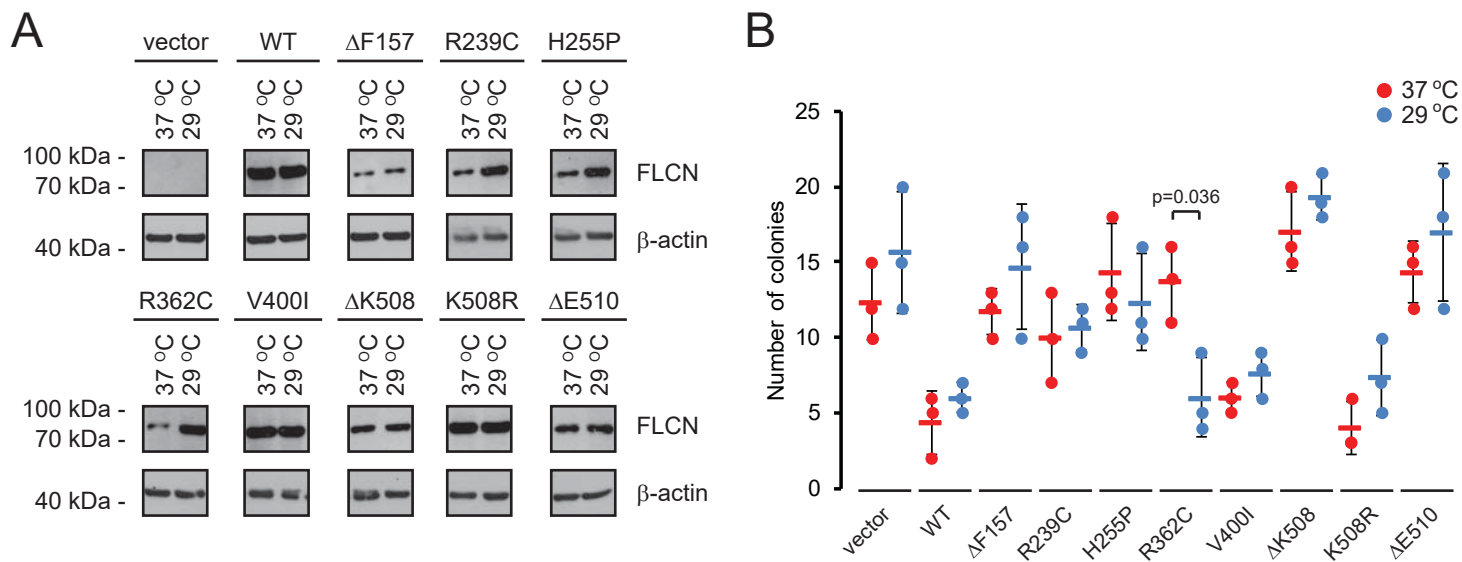 A
vector WT ΔF157 R239C H255P
37 °C 29 °C 37 °C 29 °C 37 °C 29 °C 37 °C 29 °C 37 °C 29 °C
100 kDa -
70 kDa -
FLCN
40 kDa -
β-actin
R362C V400I ΔK508 K508R ΔE510
37 °C 29 °C 37 °C 29 °C 37 °C 29 °C 37 °C 29 °C 37 °C 29 °C
100 kDa -
70 kDa -
FLCN
40 kDa -
β-actin
B
37 °C
29 °C
Number of colonies
25
20
15
10
5
0
p=0.036
vector WT ΔF157 R239C H255P R362C V400I ΔK508 K508R ΔE510